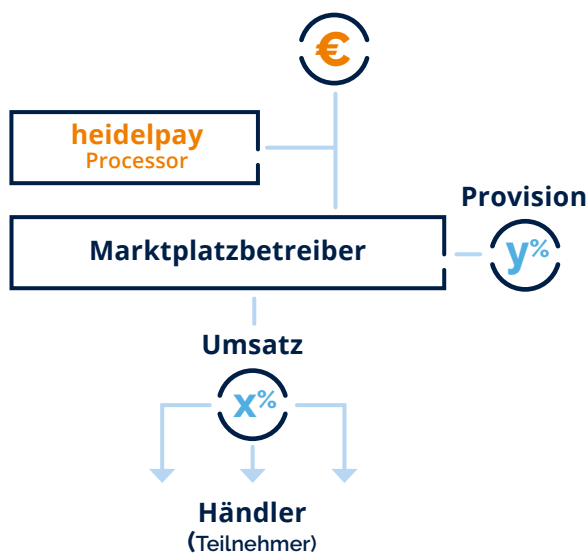 €
heidelpay
Processor
Provision
Marktplatzbetreiber
y%
Umsatz
x%
Händler
(Teilnehmer)